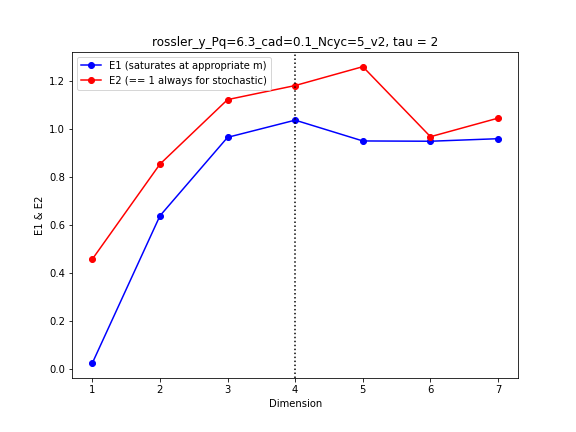 rossler_y_Pq=6.3_cad=0.1_Ncyc=5_v2, tau = 2
E1 (saturates at appropriate m)
E2 (== 1 always for stochastic)
1.2
1.0
0.8
0.6
0.4
0.2
0.0
E1 & E2
1 2 3 4 5 6 7
Dimension